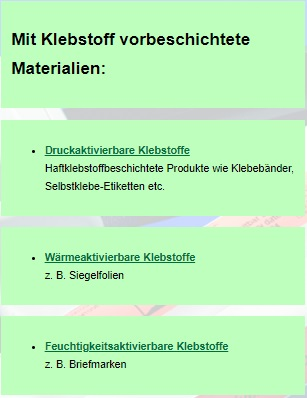 Mit Klebstoff vorbeschichtete
Materialien:
Druckaktivierbare Klebstoffe
Haftklebstoffbeschichtete Produkte wie Klebebänder,
Selbstklebe-Etiketten etc.
Wärmeaktivierbare Klebstoffe
z. B. Siegelfolien
Feuchtigkeitsaktivierbare Klebstoffe
z. B. Briefmarken